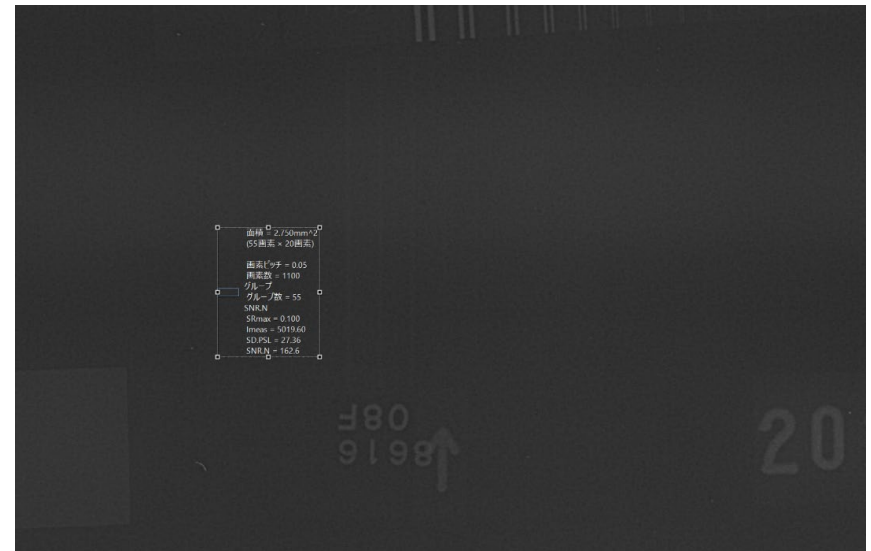 面積 = 2.750mm^2
(55画素 × 20画素)
画素ピッチ = 0.05
画素数 = 1100
グループ
グループ数 = 55
SNR.N
SRmax = 0.100
Imeas = 5019.60
SD.PSL = 27.36
SNR.N = 162.6
08F
8616
20